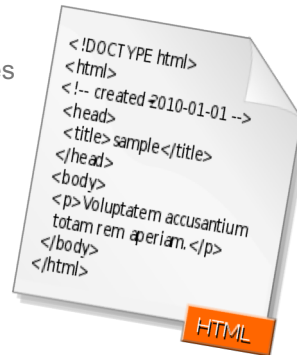 es
<!DOCTYPE html>
<html>
<!-- created 2010-01-01 -->
<head>
<title>sample</title>
</head>
<body>
<p>Voluptatem accusantium
totam rem aperiam.</p>
</body>
</html>
HTML